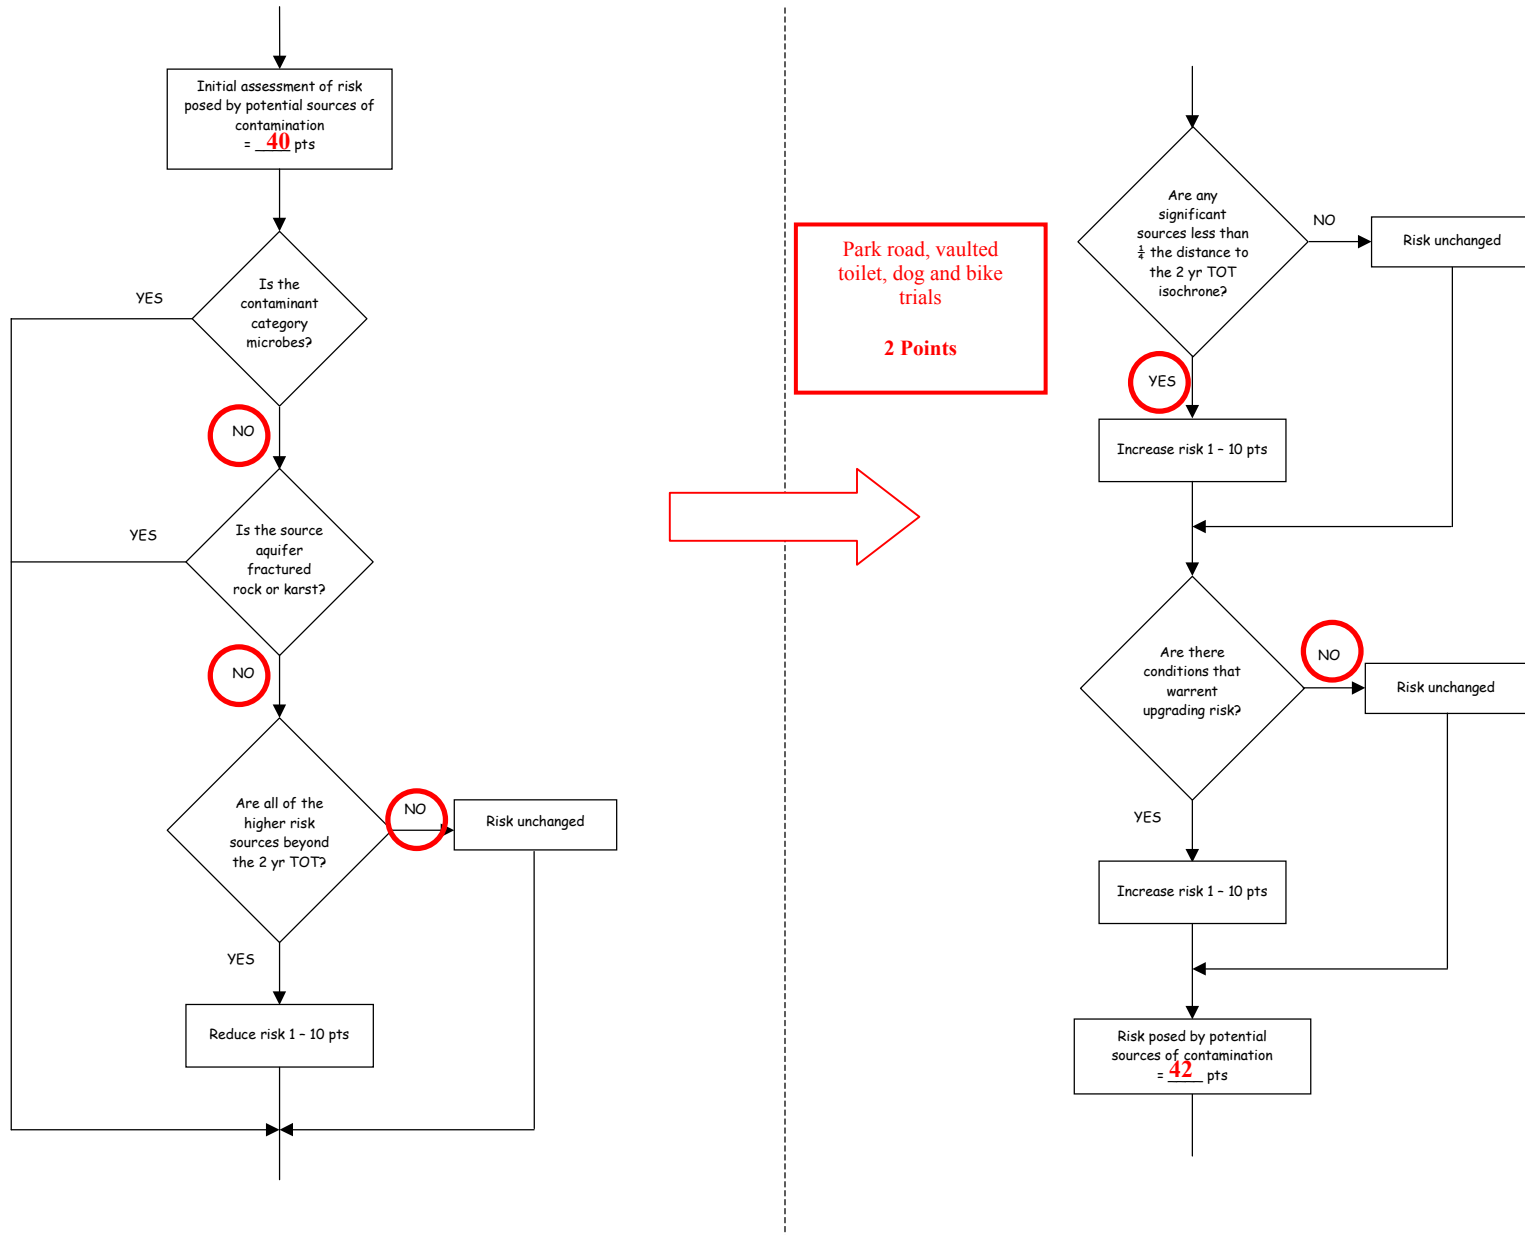 Initial assessment of risk
posed by potential sources of
contamination
= 40 pts
Is the
contaminant
category
microbes?
YES
NO
Is the source
aquifer
fractured
rock or karst?
YES
NO
Are all of the
higher risk
sources beyond
the 2 yr TOT?
NO
Risk unchanged
YES
Reduce risk 1 – 10 pts
Park road, vaulted
toilet, dog and bike
trials
2 Points
Are any
significant
sources less than
¼ the distance to
the 2 yr TOT
isochrone?
NO
Risk unchanged
YES
Increase risk 1 – 10 pts
Are there
conditions that
warrent
upgrading risk?
NO
Risk unchanged
YES
Increase risk 1 – 10 pts
Risk posed by potential
sources of contamination
= 42 pts